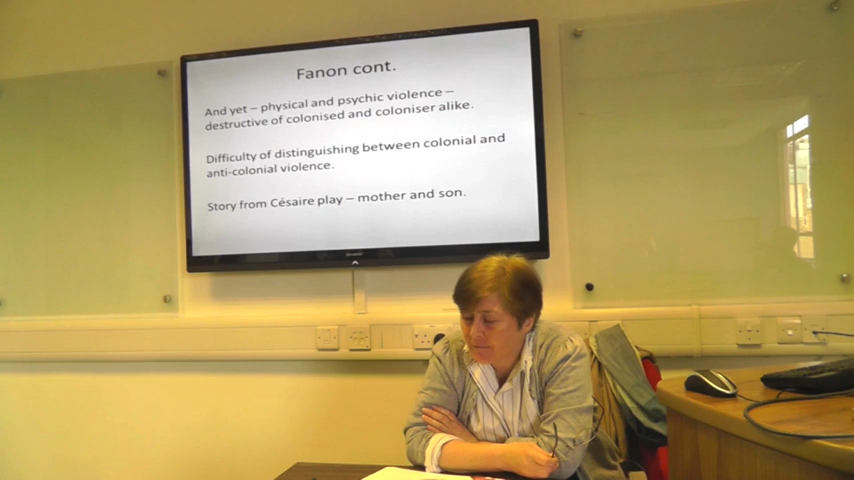 Fanon cont.
And yet – physical and psychic violence –
destructive of colonised and coloniser alike.
Difficulty of distinguishing between colonial and
anti-colonial violence.
Story from Césaire play – mother and son.